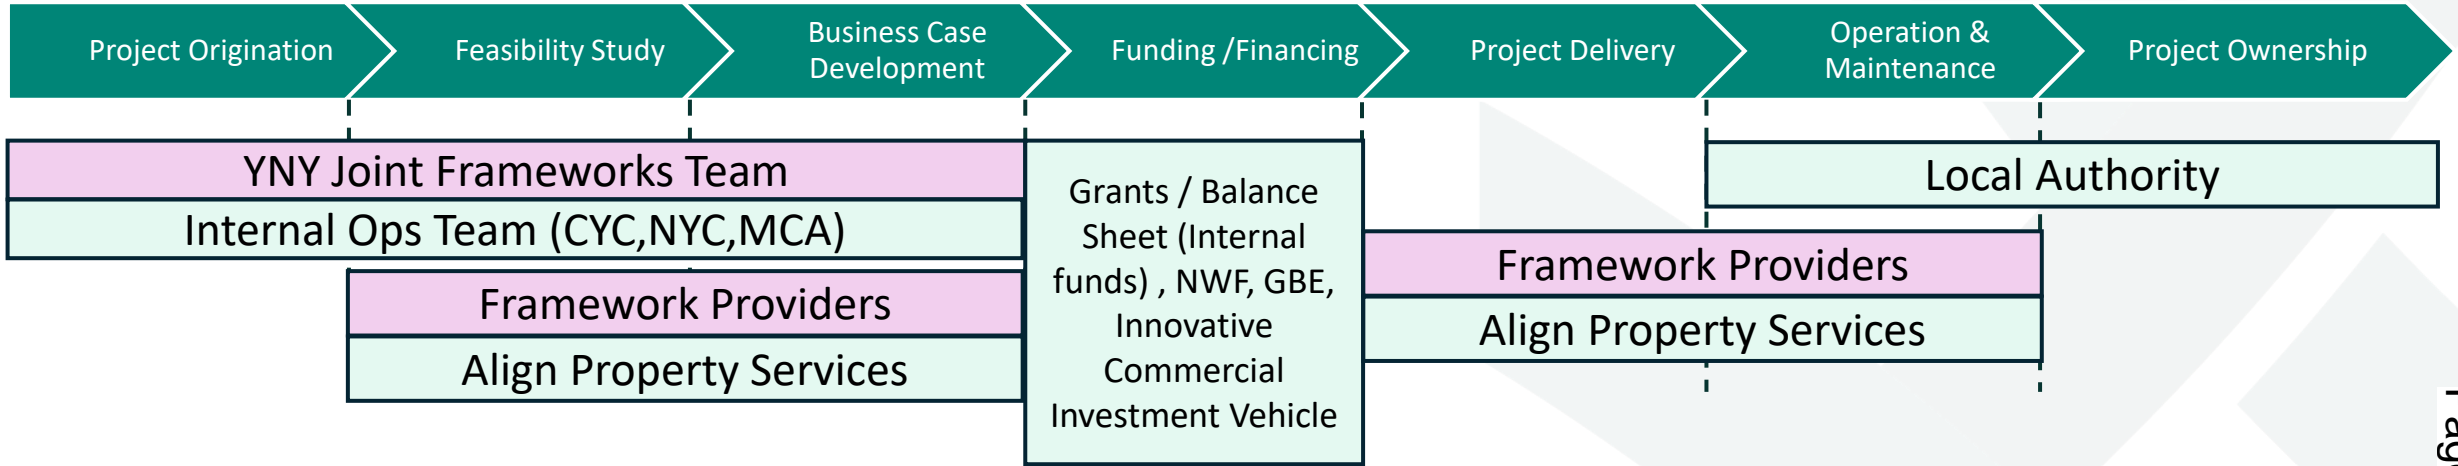 Project Origination
Feasibility Study
Business Case
Development
Funding /Financing
Project Delivery
Operation &
Maintenance
Project Ownership
YNY Joint Frameworks Team
Internal Ops Team (CYC,NYC,MCA)
Framework Providers
Align Property Services
Grants / Balance
Sheet (Internal
funds) , NWF, GBE,
Innovative
Commercial
Investment Vehicle
Local Authority
Framework Providers
Align Property Services